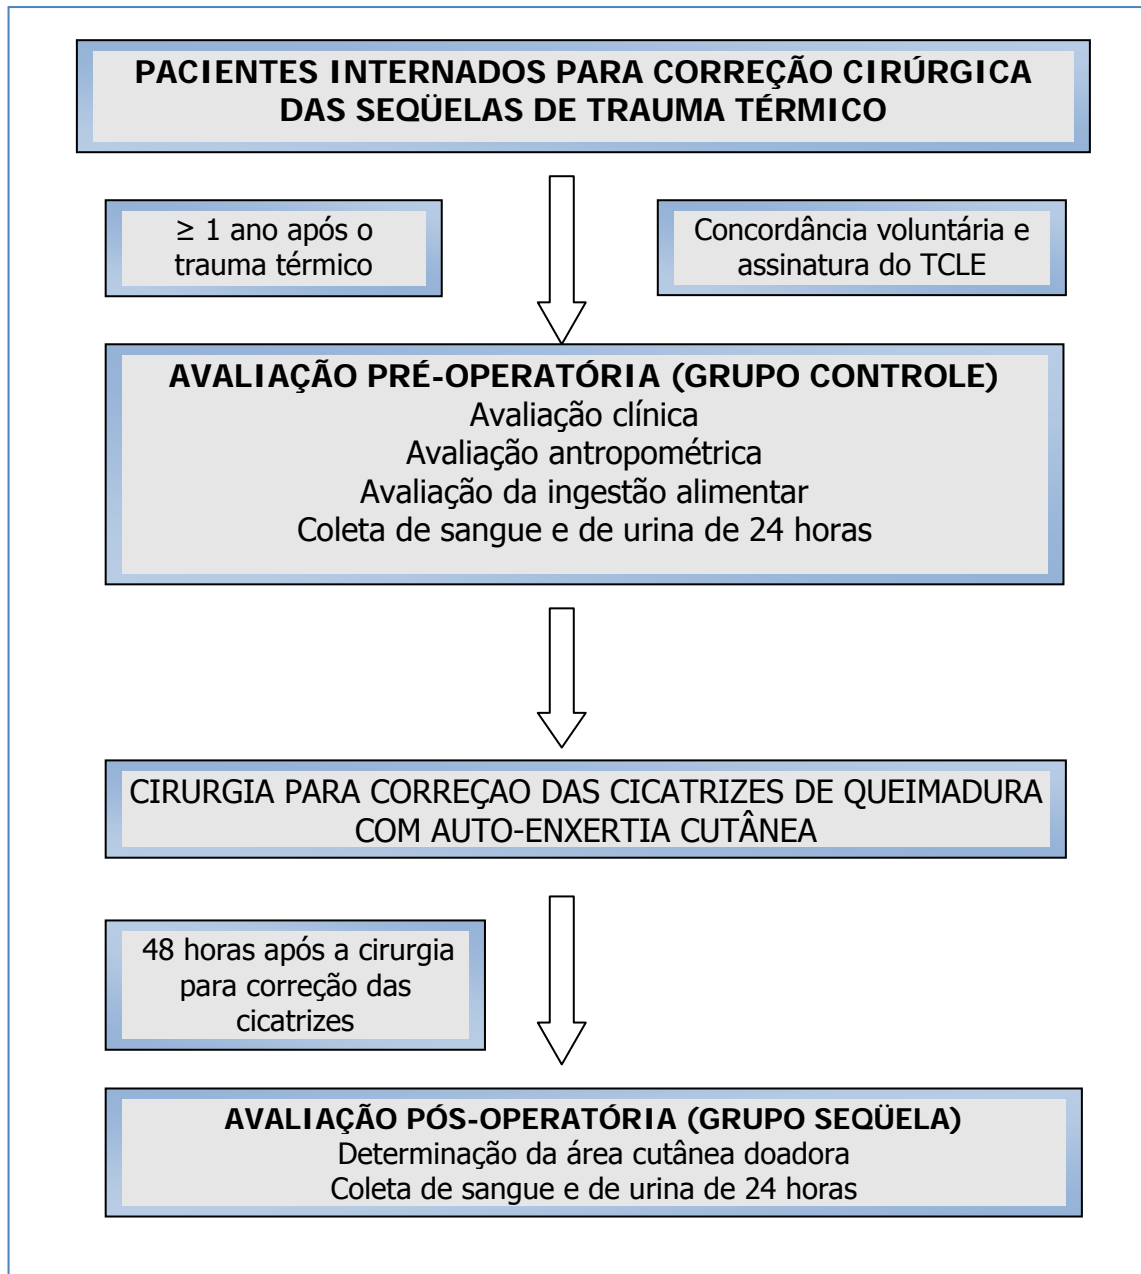 PACIENTES INTERNADOS PARA CORREÇÃO CIRÚRGICA
DAS SEQÜELAS DE TRAUMA TÉRMICO
≥ 1 ano após o
trauma térmico
Concordância voluntária e
assinatura do TCLE
AVALIAÇÃO PRÉ-OPERATÓRIA (GRUPO CONTROLE)
Avaliação clínica
Avaliação antropométrica
Avaliação da ingestão alimentar
Coleta de sangue e de urina de 24 horas
CIRURGIA PARA CORREÇAO DAS CICATRIZES DE QUEIMADURA
COM AUTO-ENXERTIA CUTÂNEA
48 horas após a cirurgia
para correção das
cicatrizes
AVALIAÇÃO PÓS-OPERATÓRIA (GRUPO SEQÜELA)
Determinação da área cutânea doadora
Coleta de sangue e de urina de 24 horas